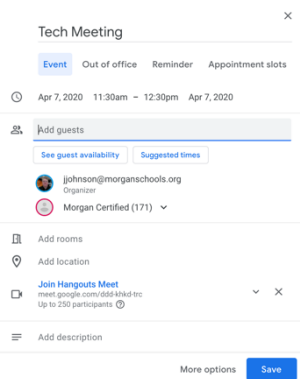 Tech Meeting
Event Out of office Reminder Appointment slots
Apr 7, 2020 11:30am – 12:30pm Apr 7, 2020
Add guests
See guest availability Suggested times
jjohnson@morganschools.org
Organizer
Morgan Certified (171)
Add rooms
Add location
Join Hangouts Meet
meet.google.com/ddd-khkd-trc
Up to 250 participants
Add description
More options Save